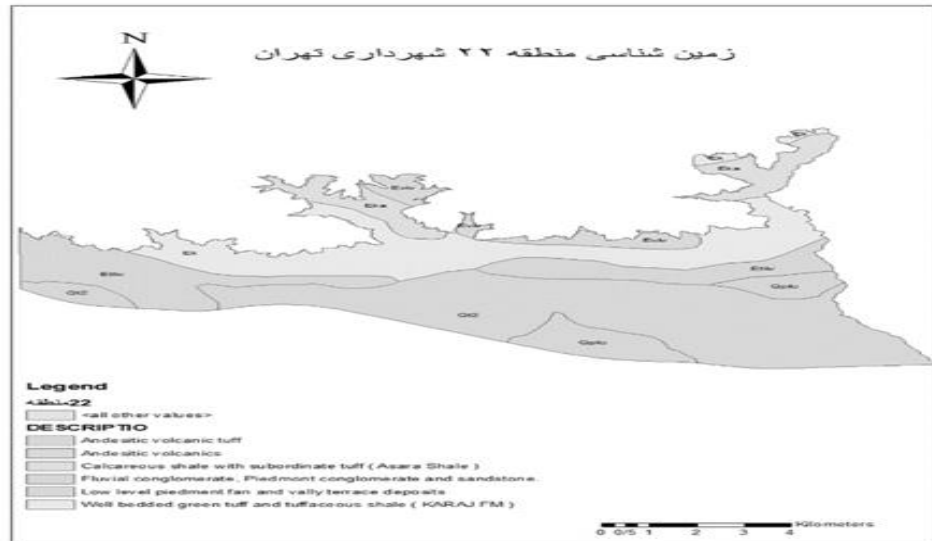 N
زمین شناسی منطقه ۲۲ شهرداری تهران
Legend
منطقه22
<all other values>
DESCRIPTIO
Andesitic volcanic tuff
Andesitic volcanics
Calcareous shale with subordinate tuff ( Asara Shale )
Fluvial conglomerate, Piedmont conglomerate and sandstone.
Low level piedment fan and vally terrace deposits
Well bedded green tuff and tuffaceous shale ( KARAJ FM )
Kilometers
0 0/5 1 2 3 4